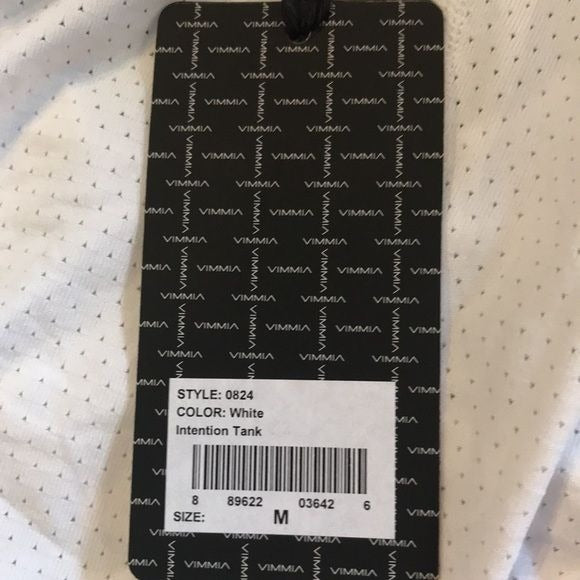 VIMMIA
STYLE: 0824
COLOR: White
Intention Tank
8 89622 03642 6
SIZE: M